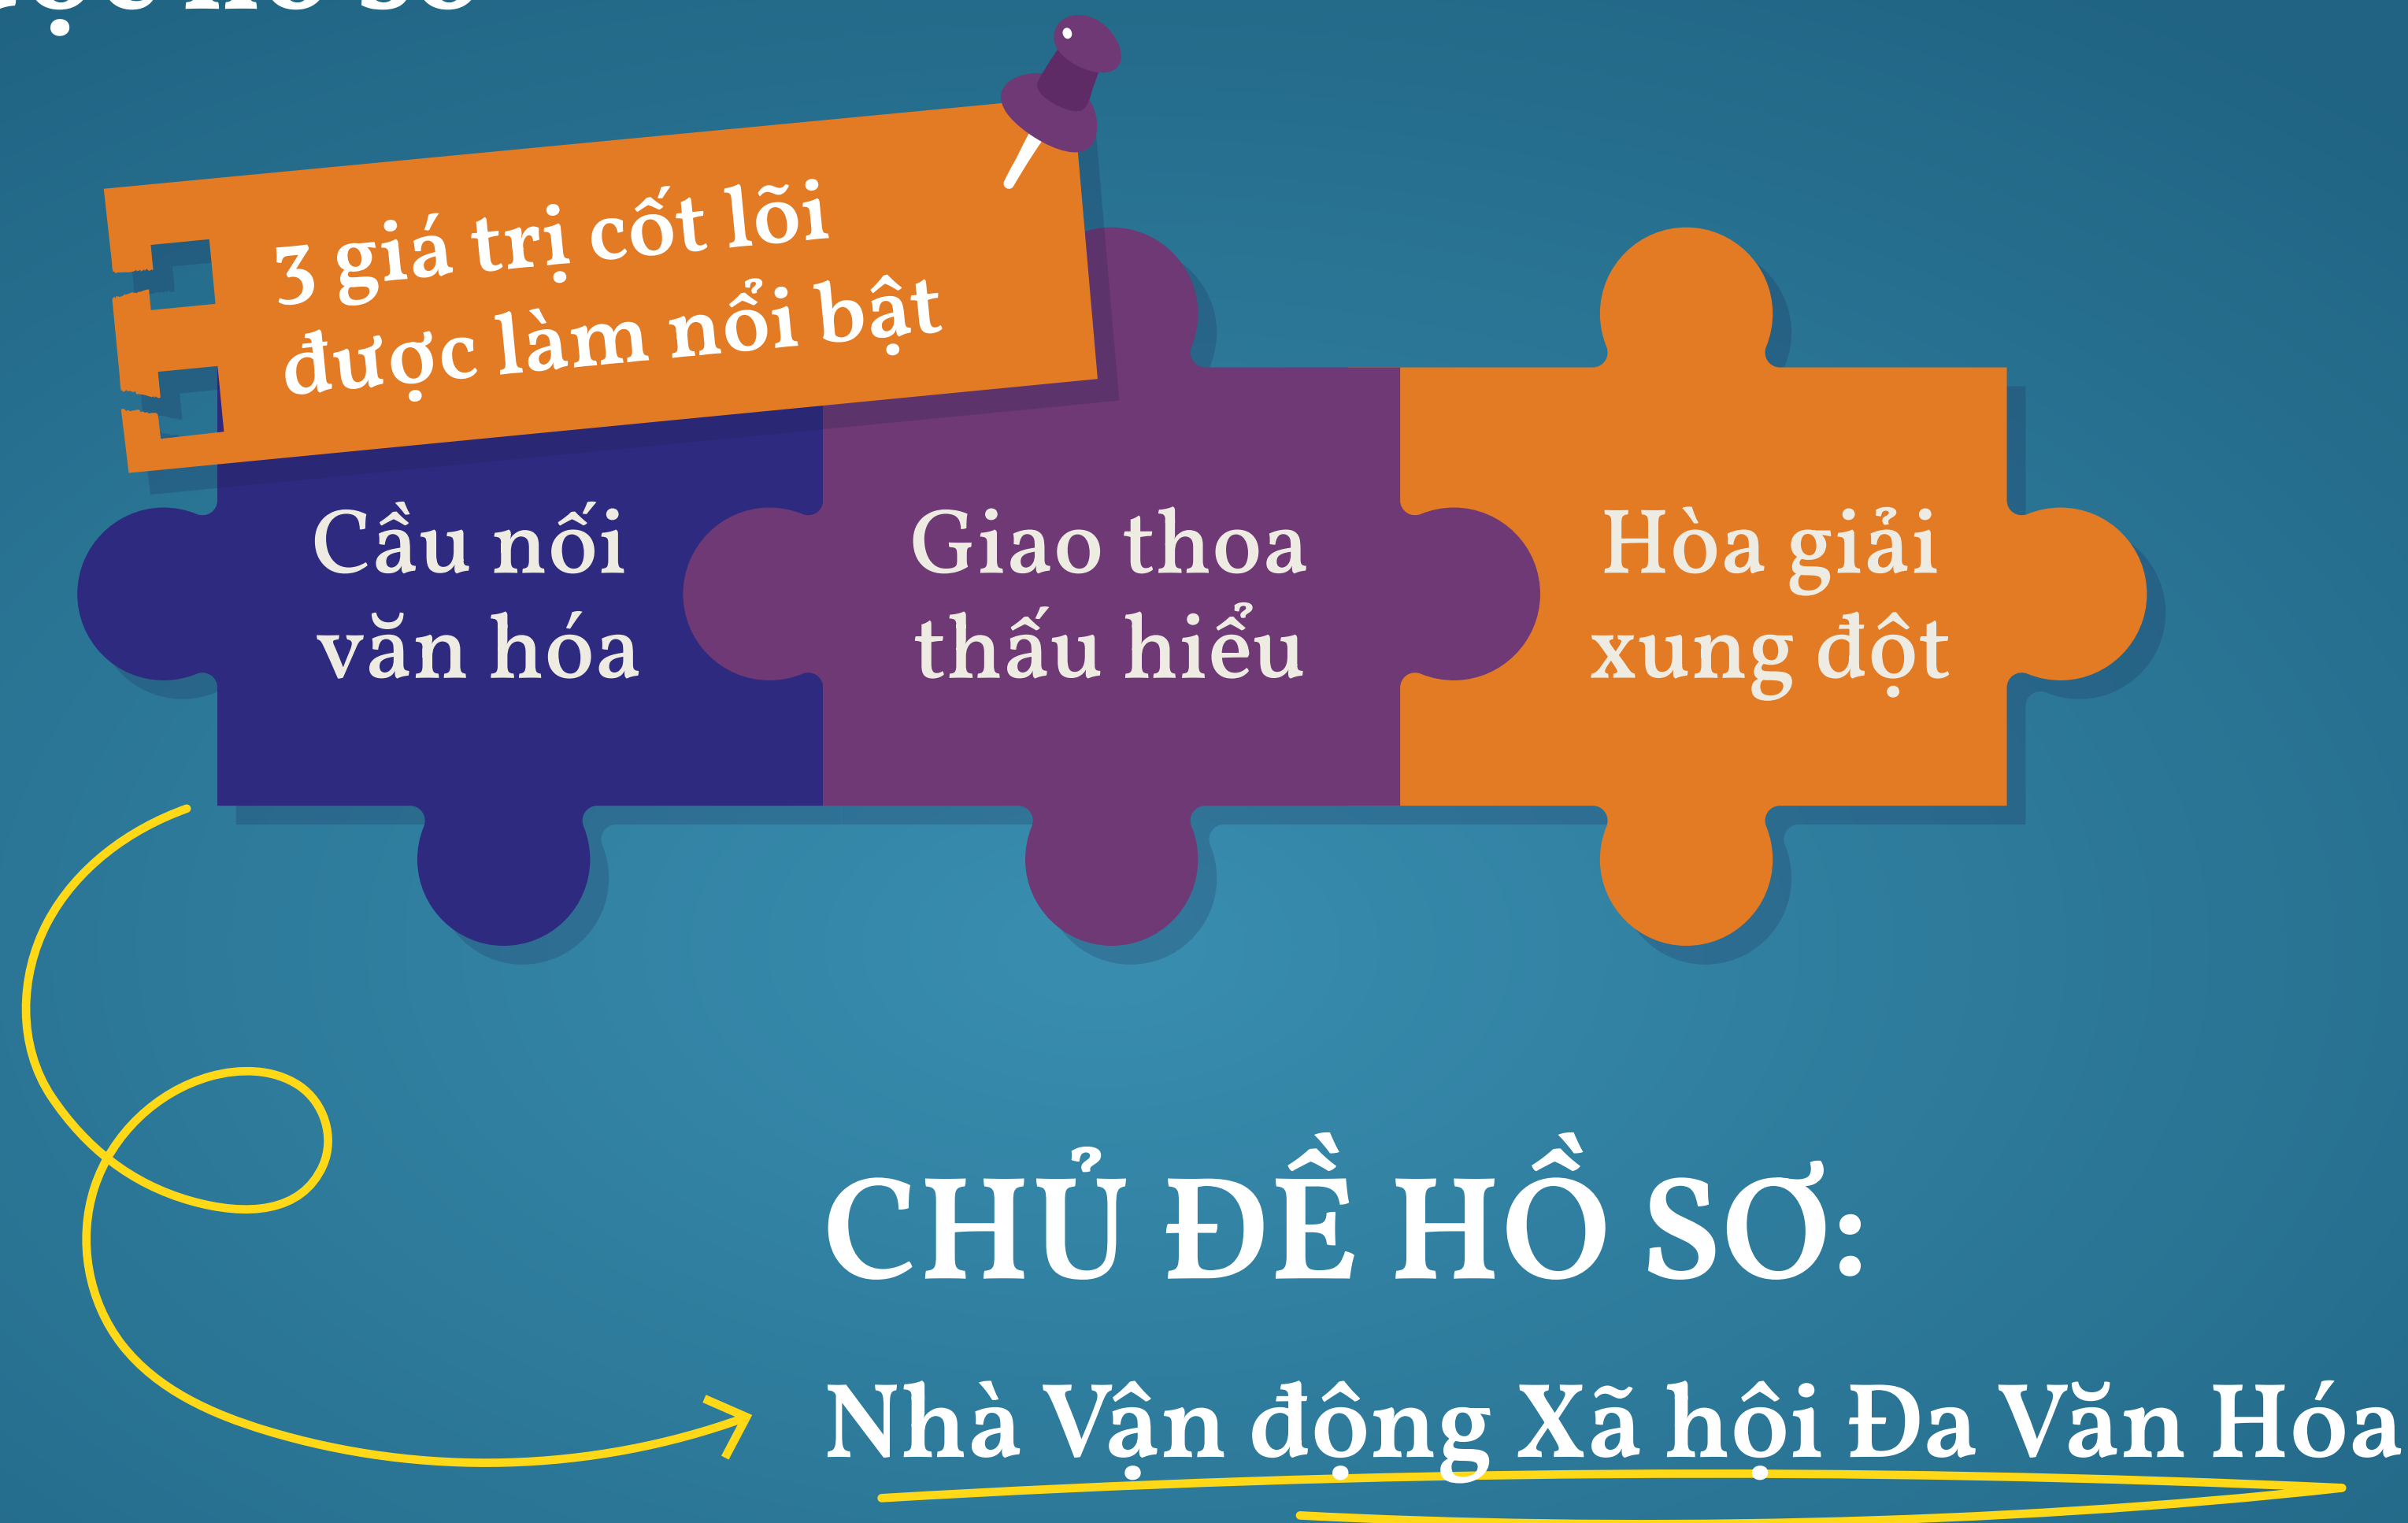 3 giá trị cốt lõi
được làm nổi bật
Cầu nối
văn hóa
Giao thoa
thấu hiểu
Hòa giải
xung đột
CHỦ ĐỀ HỒ SƠ:
Nhà Vận động Xã hội Đa Văn Hóa